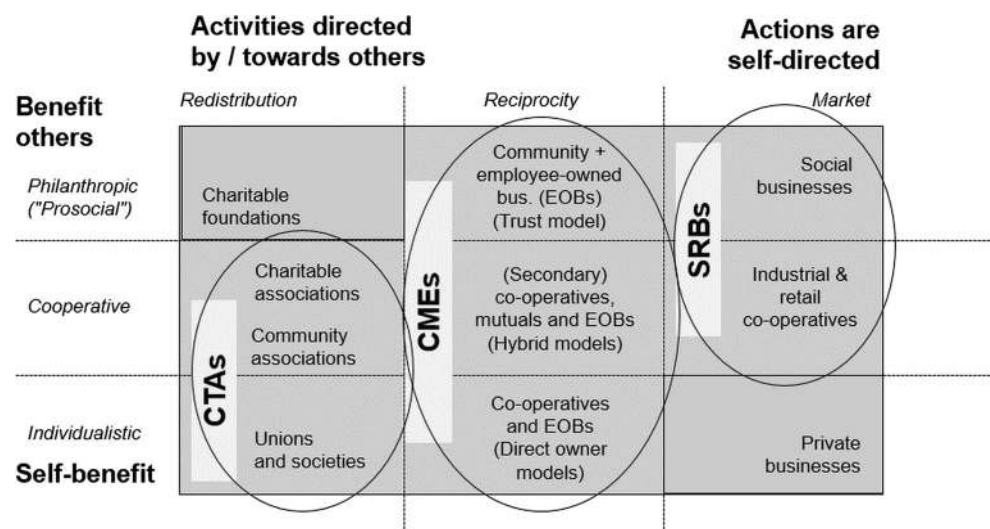 Activities directed
by / towards others
Actions are
self-directed
Benefit
others
Redistribution
Reciprocity
Market
Philanthropic
("Prosocial")
Charitable
foundations
Community +
employee-owned
bus. (EOBs)
(Trust model)
Social
businesses
SRBs
CMEs
Cooperative
Charitable
associations
Community
associations
(Secondary)
co-operatives,
mutuals and EOBs
(Hybrid models)
Industrial &
retail
co-operatives
CTAs
Individualistic
Self-benefit
Unions
and societies
Co-operatives
and EOBs
(Direct owner
models)
Private
businesses